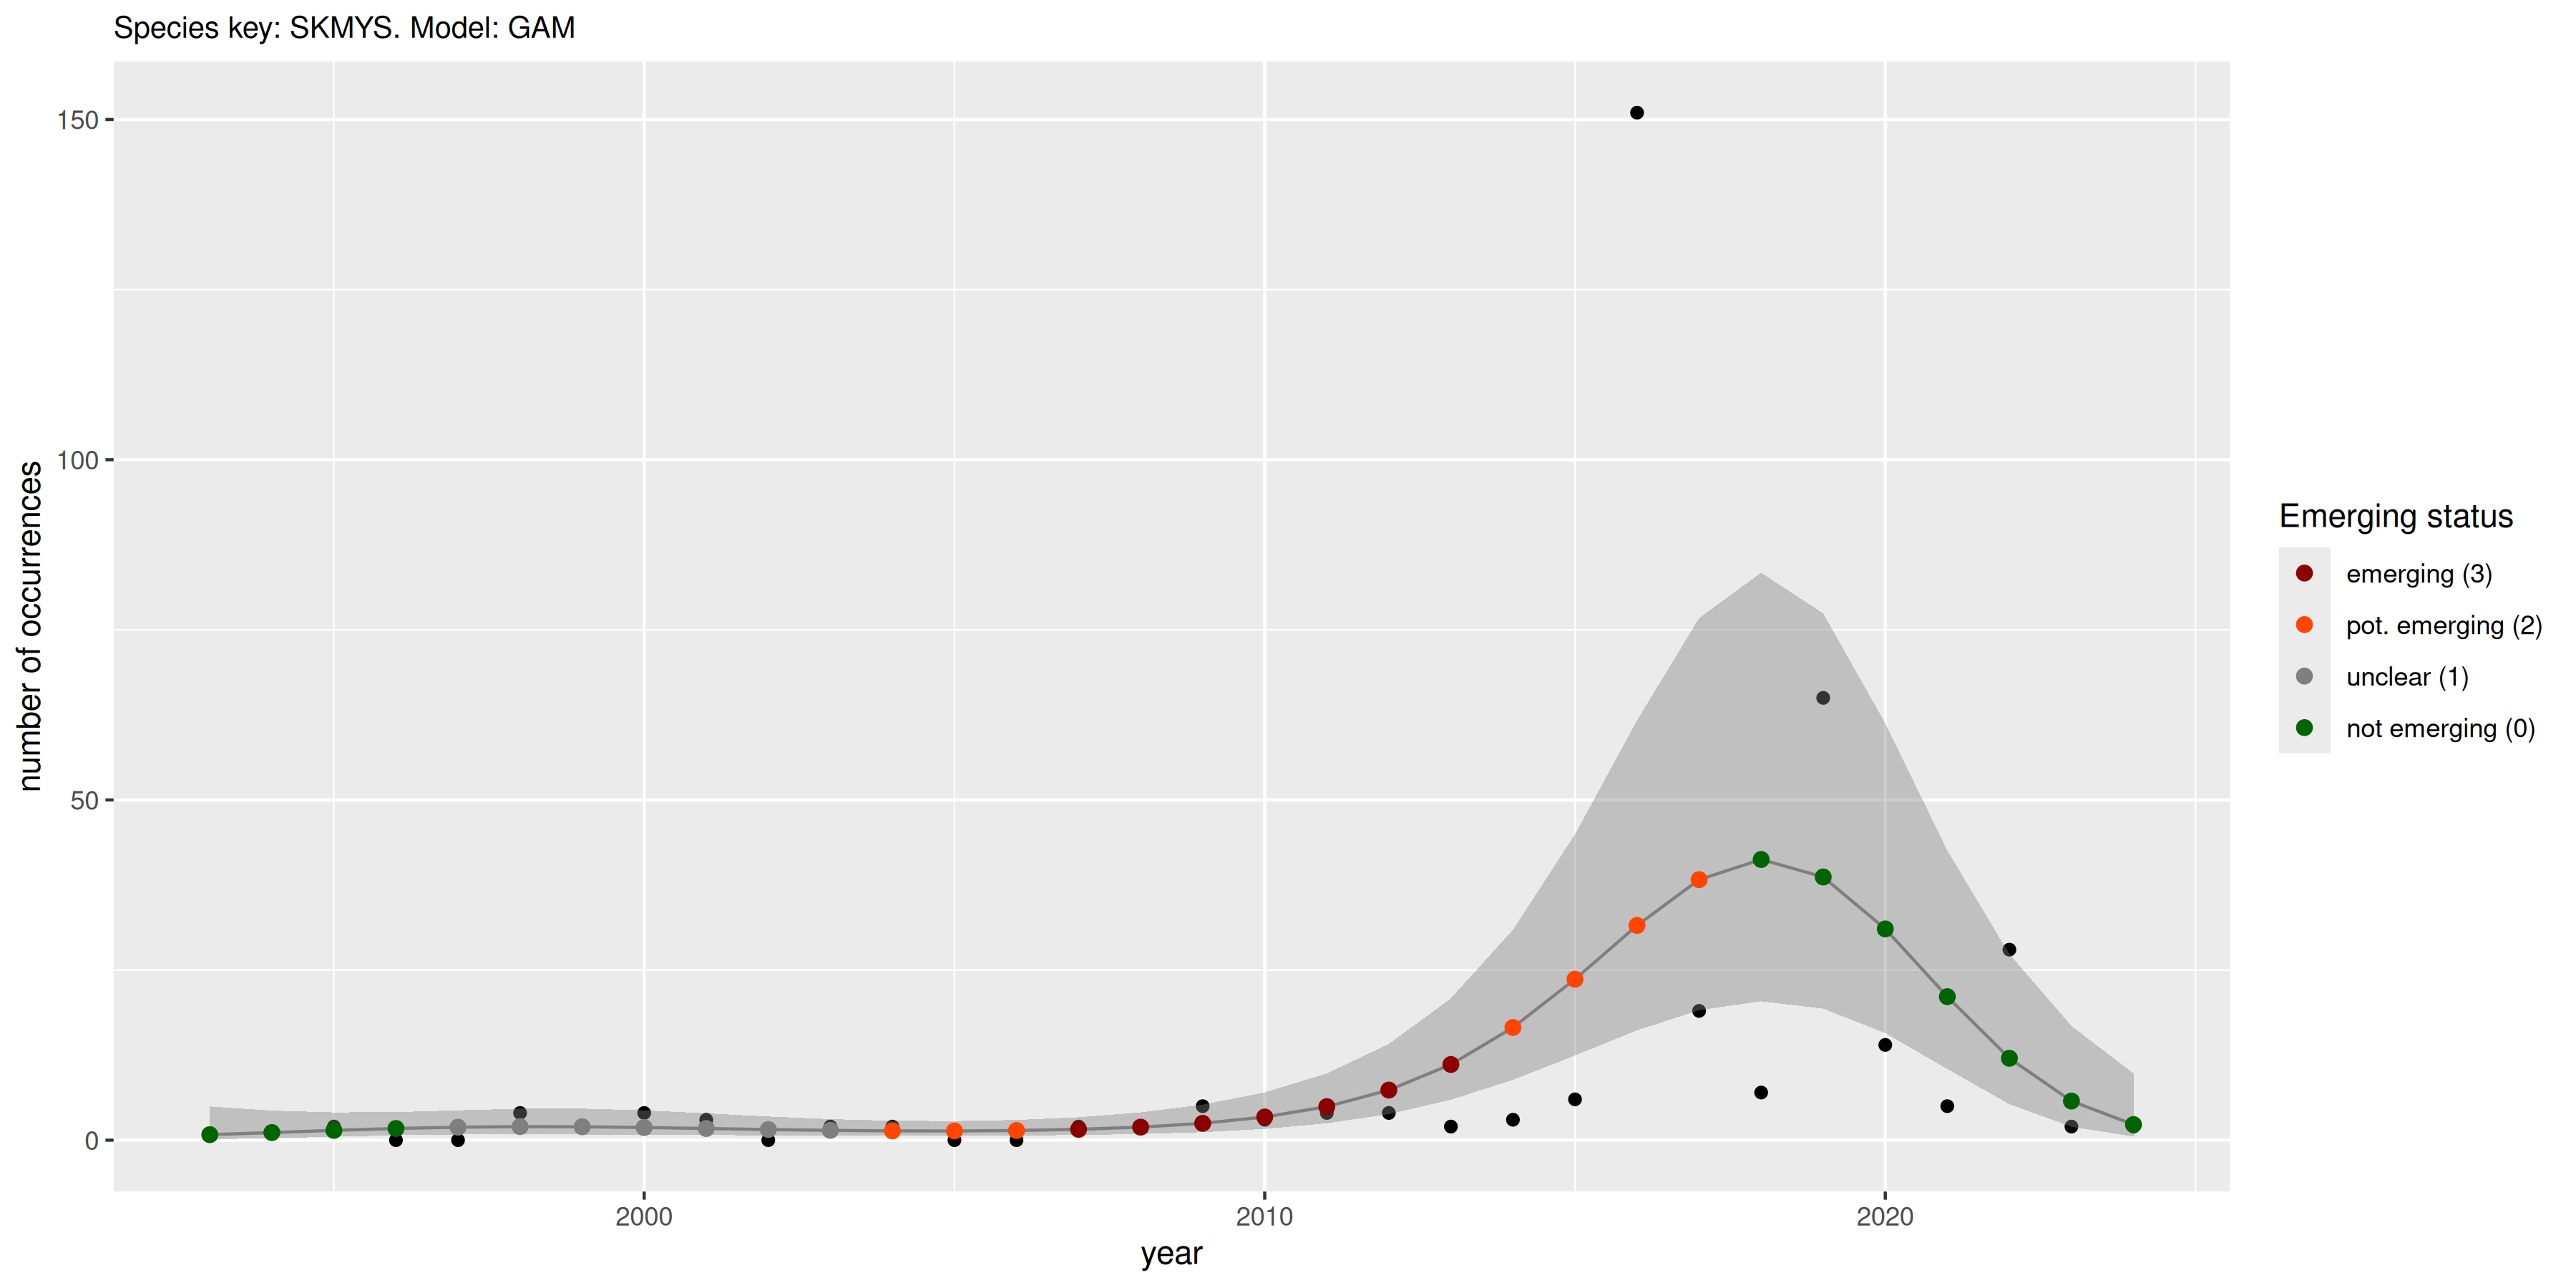 Species key: SKMYS. Model: GAM
150
100
50
0
number of occurrences
2000
2010
2020
year
Emerging status
emerging (3)
pot. emerging (2)
unclear (1)
not emerging (0)